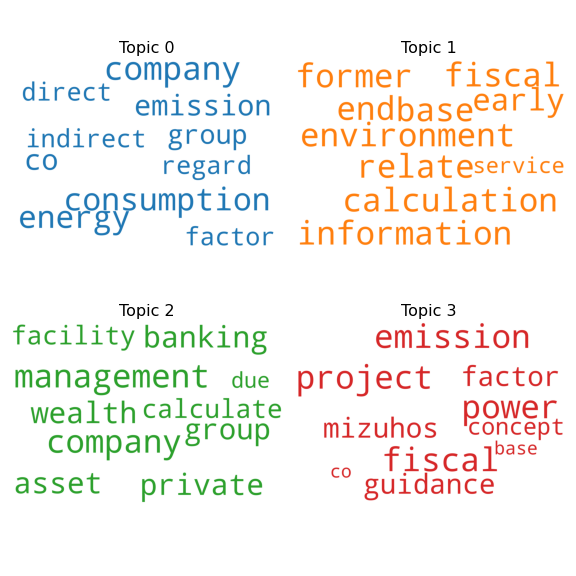 Topic 0
company
direct
emission
indirect
group
co
regard
consumption
energy
factor
Topic 1
former
fiscal
early
end
base
environment
relate
service
calculation
information
Topic 2
facility
banking
management
due
wealth
calculate
group
company
asset
private
Topic 3
emission
project
factor
power
mizuhos
concept
base
fiscal
co
guidance